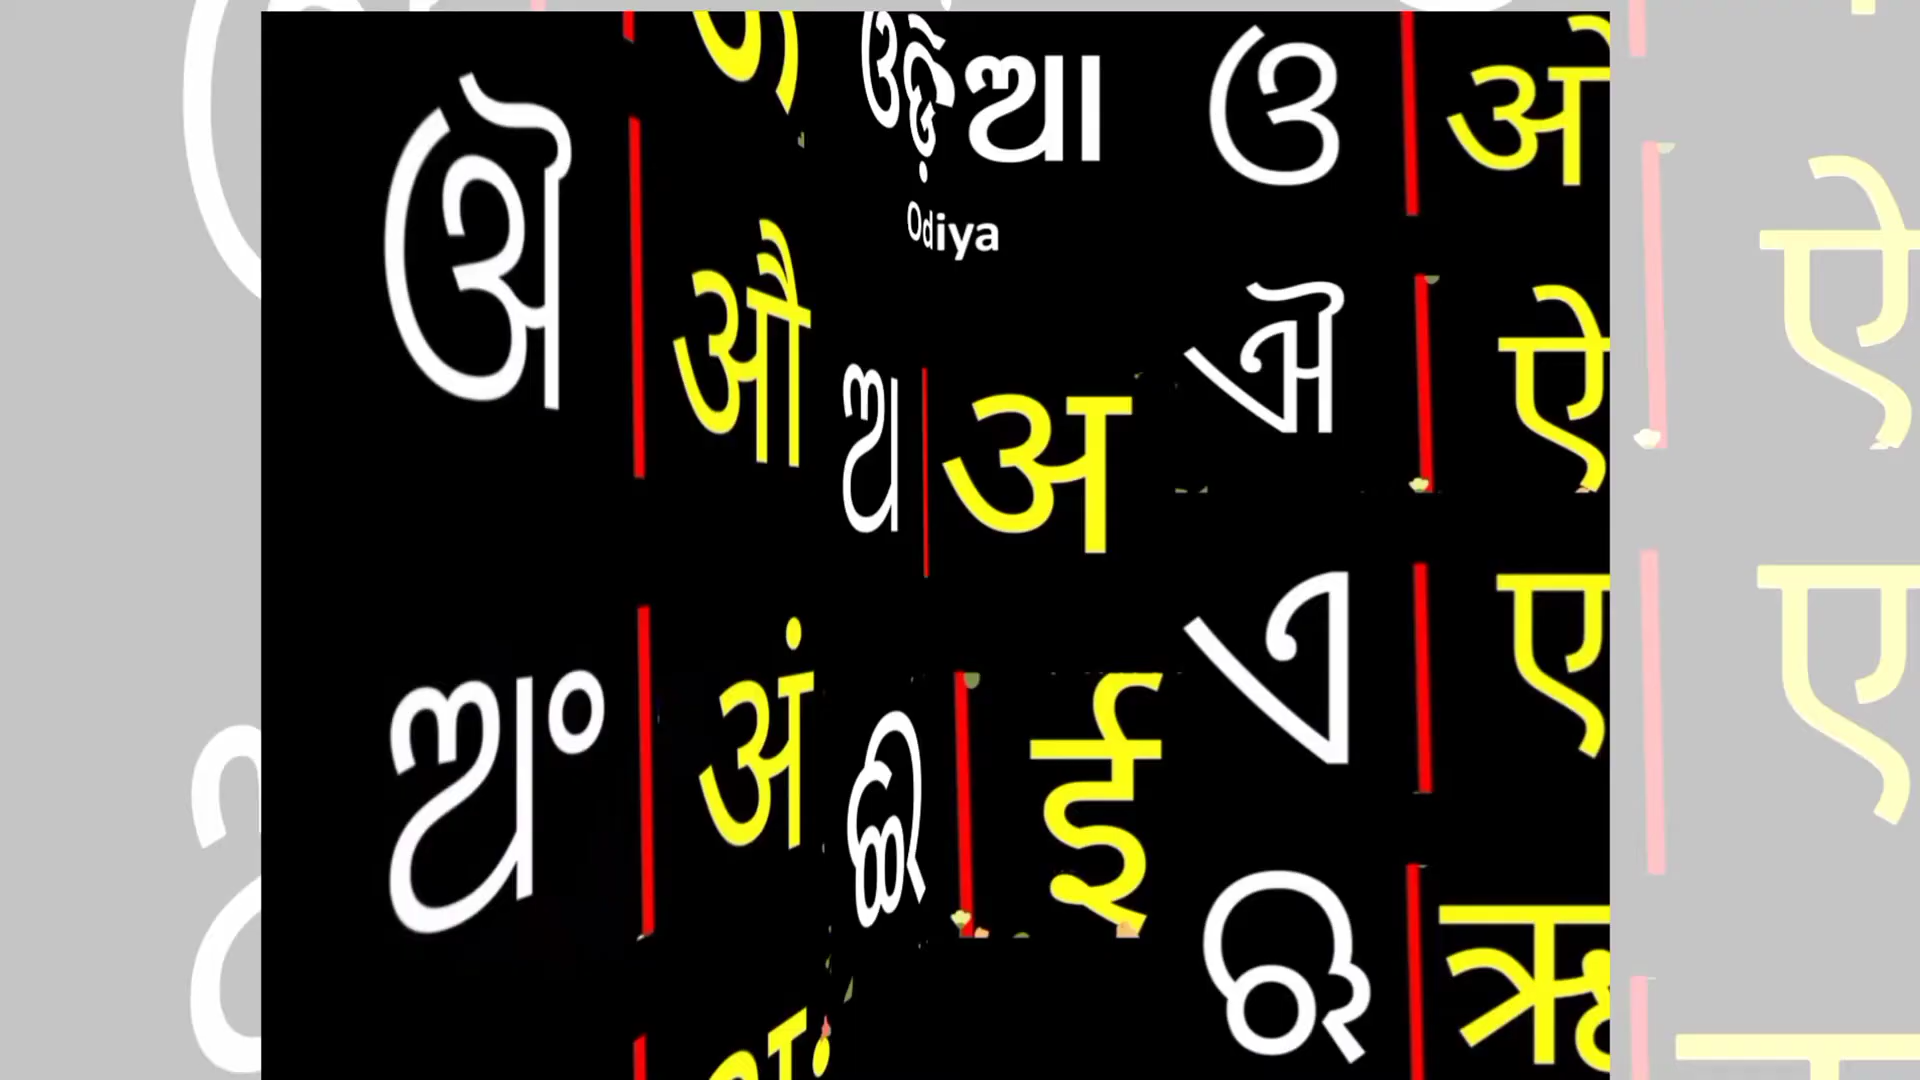 ଔ औ
ଅଂ अं
ଓଡ଼ିଆ
Odiya
ଅ अ
ଈ ई
ଓ ओ
ଐ ऐ
ଏ ए
ଋ ऋ